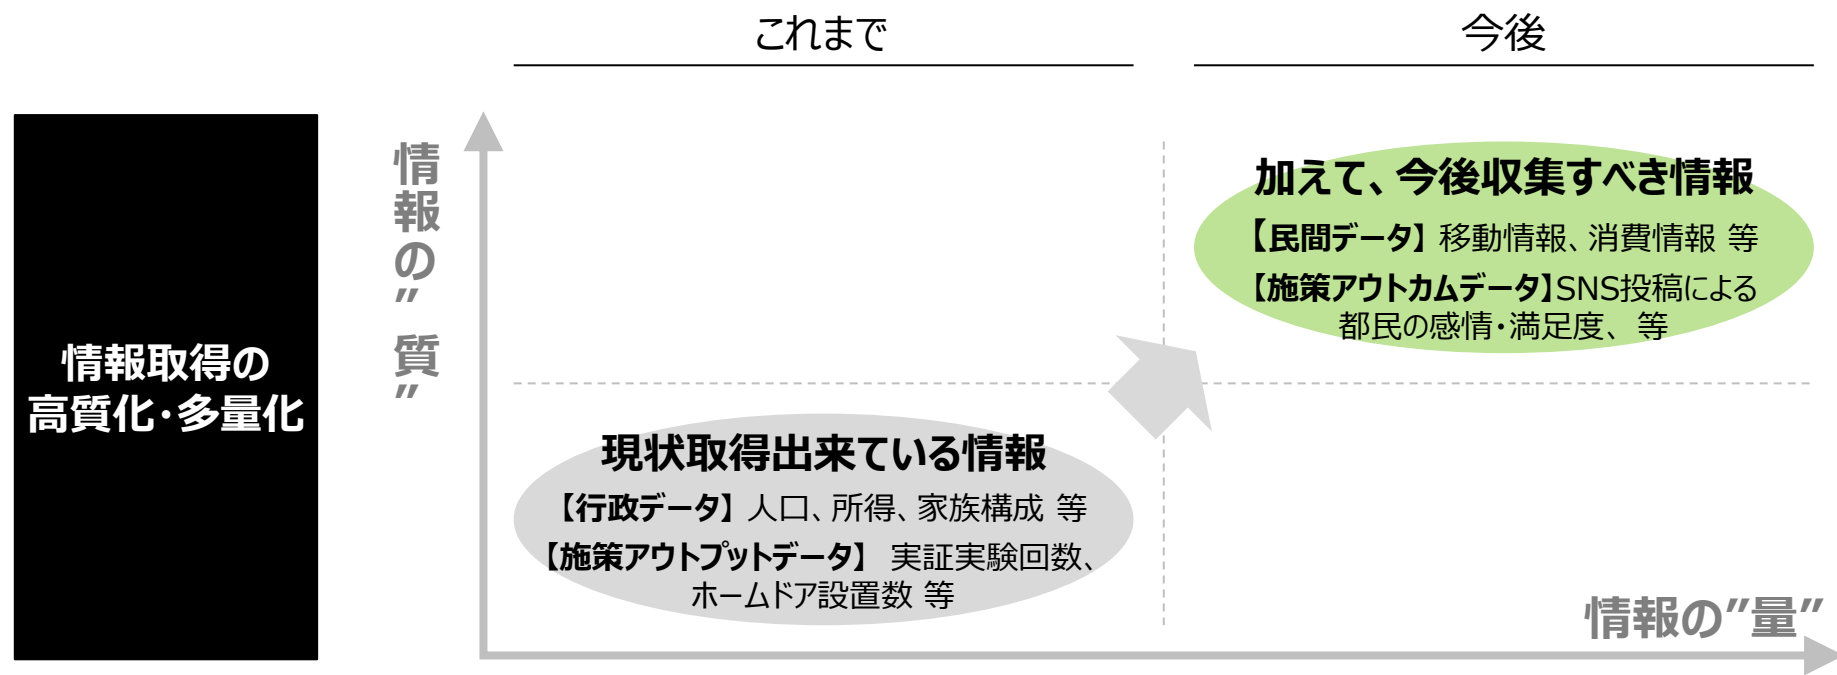 これまで
今後
情報取得の
高質化・多量化
情報の”質”
加えて、今後収集すべき情報
【民間データ】 移動情報、消費情報 等
【施策アウトカムデータ】SNS投稿による
都民の感情・満足度、 等
現状取得出来ている情報
【行政データ】 人口、所得、家族構成 等
【施策アウトプットデータ】 実証実験回数、
ホームドア設置数 等
情報の”量”